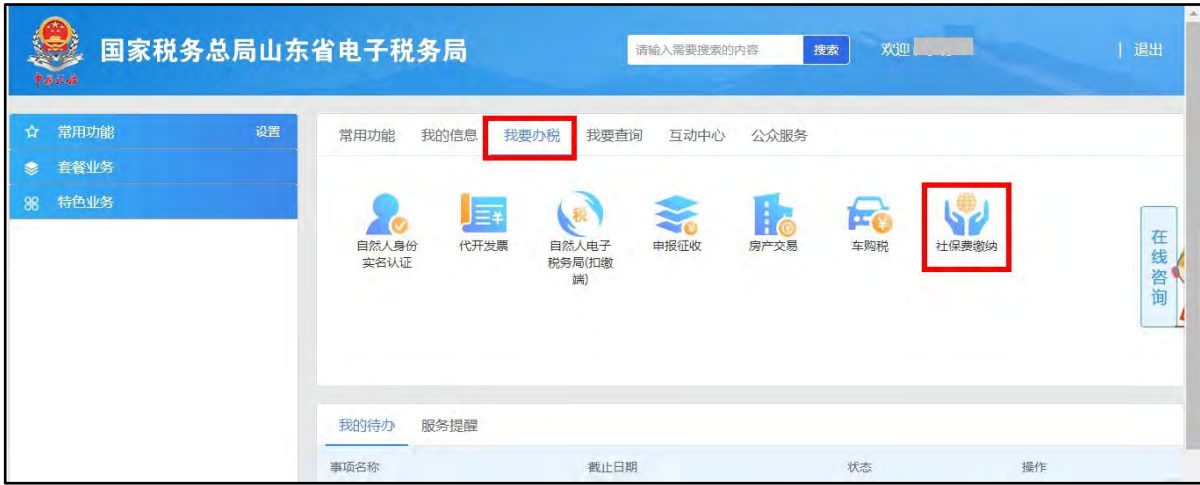 国家税务总局山东省电子税务局
请输入需要搜索的内容
搜索
欢迎
| 退出
中国税务
常用功能 设置
套餐业务
特色业务
常用功能 我的信息 我要办税 我要查询 互动中心 公众服务
税
自然人身份
实名认证
代开发票
自然人电子
税务局(扣缴
端)
申报征收
房产交易
车购税
社保费缴纳
在线咨询
我的待办 服务提醒
事项名称 截止日期 状态 操作